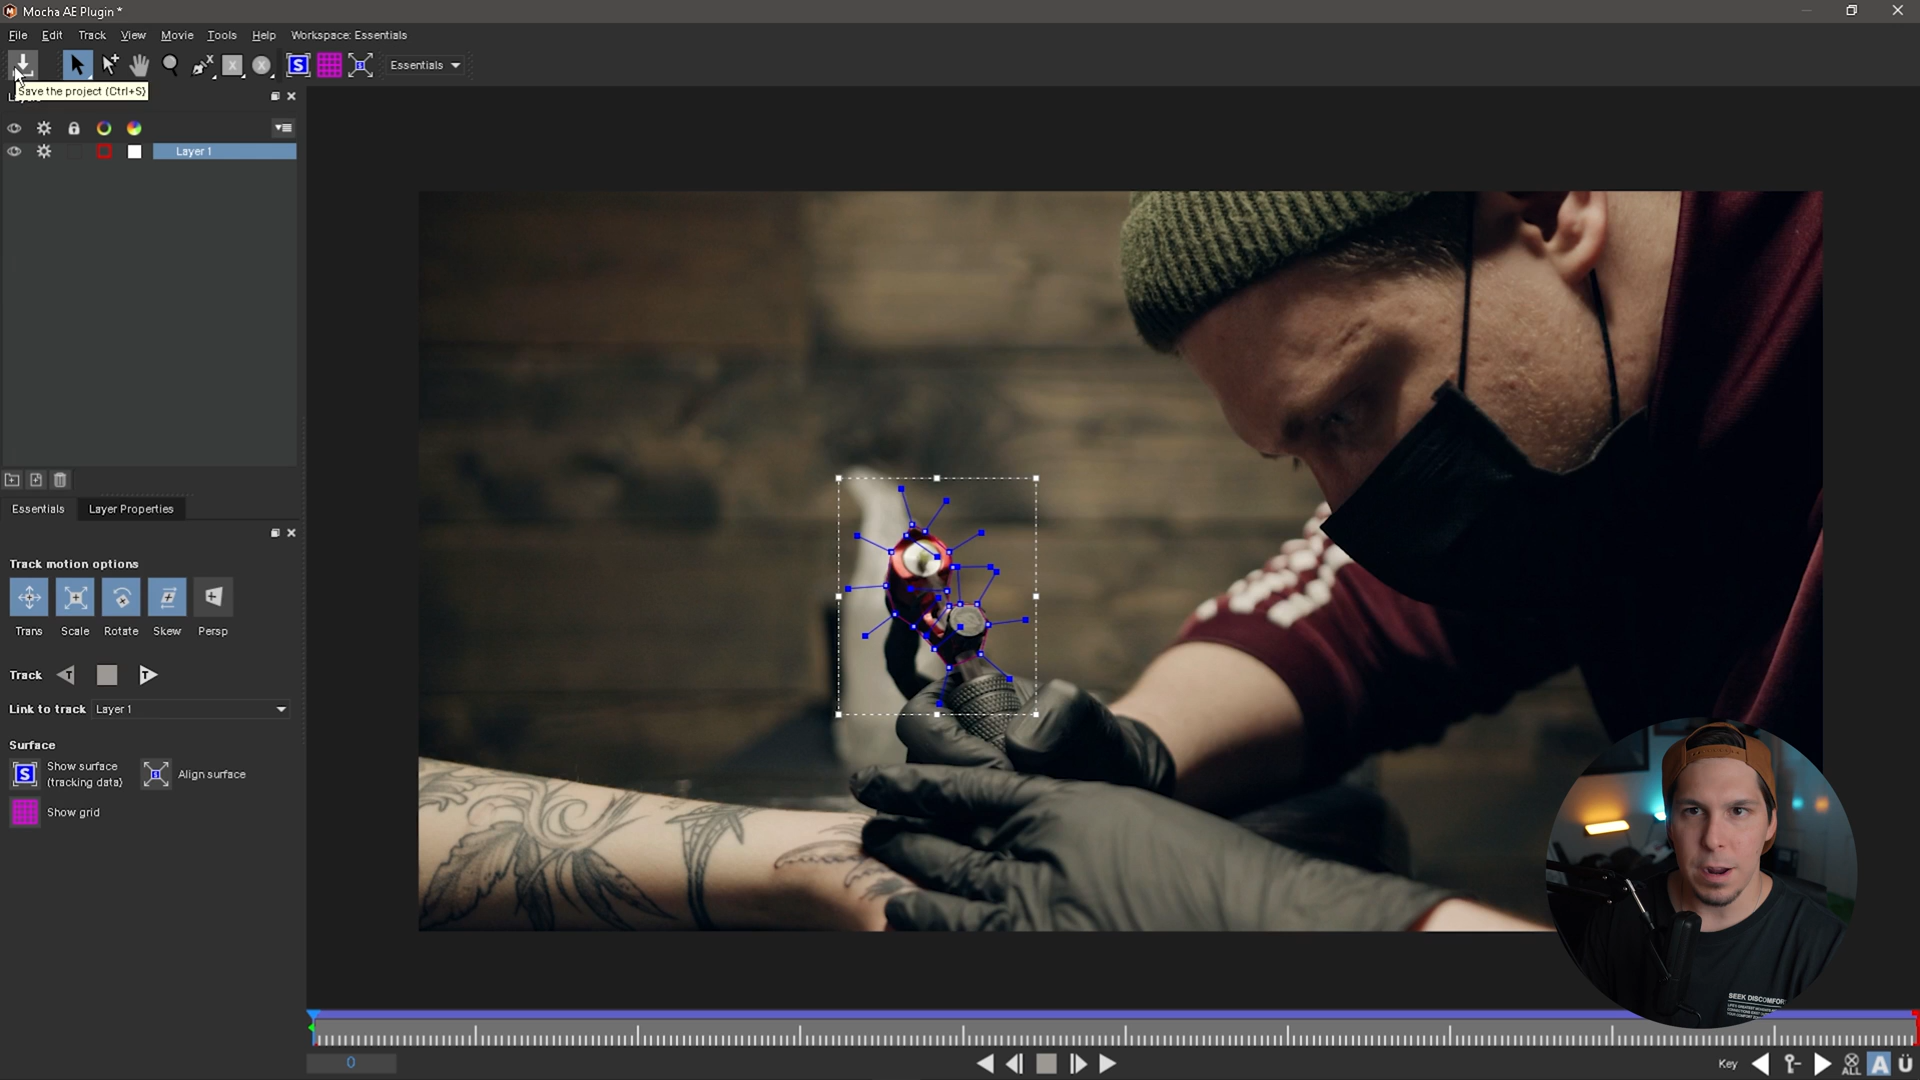 Mocha AE Plugin *
File Edit Track View Movie Tools Help Workspace: Essentials
S Essentials
Save the project (Ctrl+S)
Layer 1
Essentials Layer Properties
Track motion options
Trans Scale Rotate Skew Persp
Track T T
Link to track Layer 1
Surface
S Show surface
(tracking data)
S Align surface
Show grid
SEEK DISCOMFOR
0
Key ALL A Ü